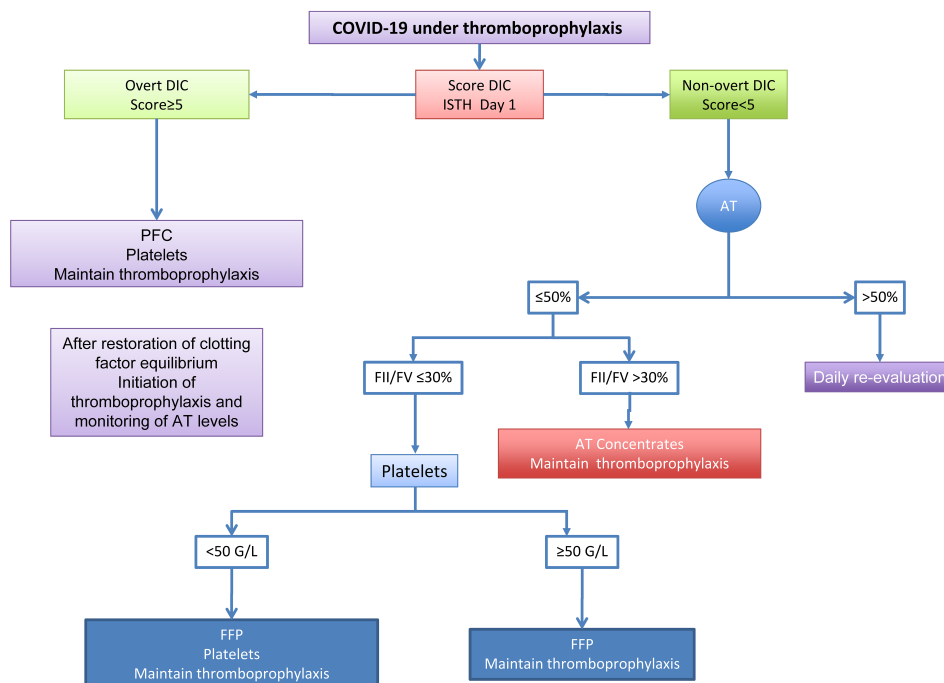 COVID-19 under thromboprophylaxis
Overt DIC
Score≥5
Score DIC
ISTH Day 1
Non-overt DIC
Score<5
AT
PFC
Platelets
Maintain thromboprophylaxis
≤50%
>50%
After restoration of clotting
factor equilibrium
Initiation of
thromboprophylaxis and
monitoring of AT levels
FII/FV ≤30%
FII/FV >30%
Daily re-evaluation
AT Concentrates
Maintain thromboprophylaxis
Platelets
<50 G/L
≥50 G/L
FFP
Platelets
Maintain thromboprophylaxis
FFP
Maintain thromboprophylaxis